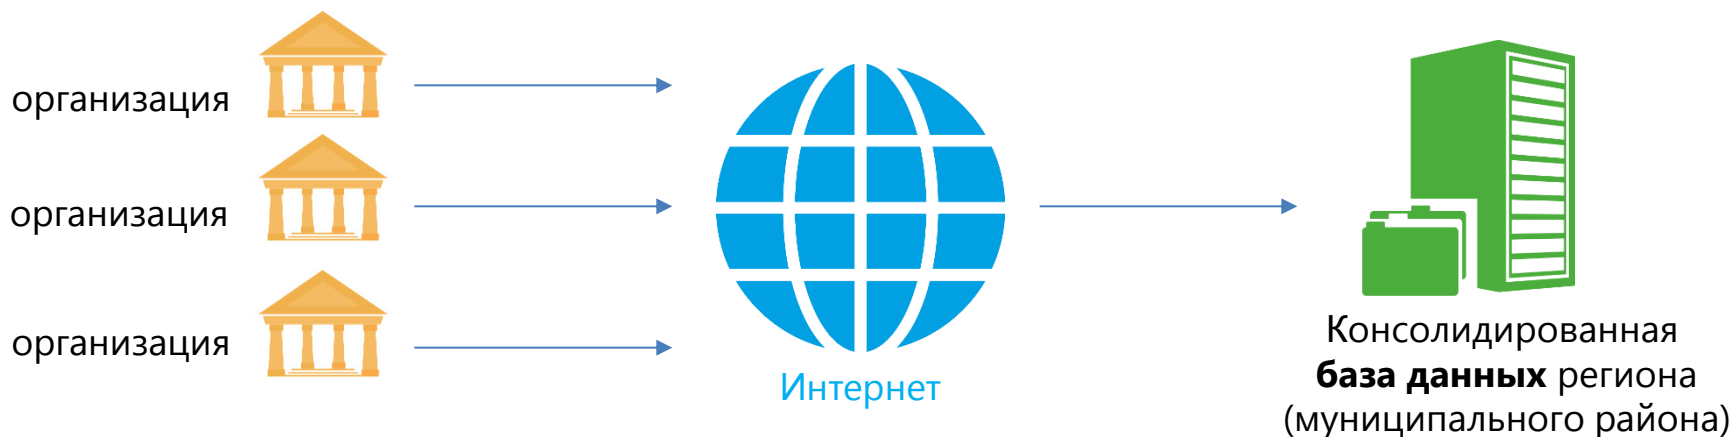 организация
организация
организация
Интернет
Консолидированная
база данных региона
(муниципального района)